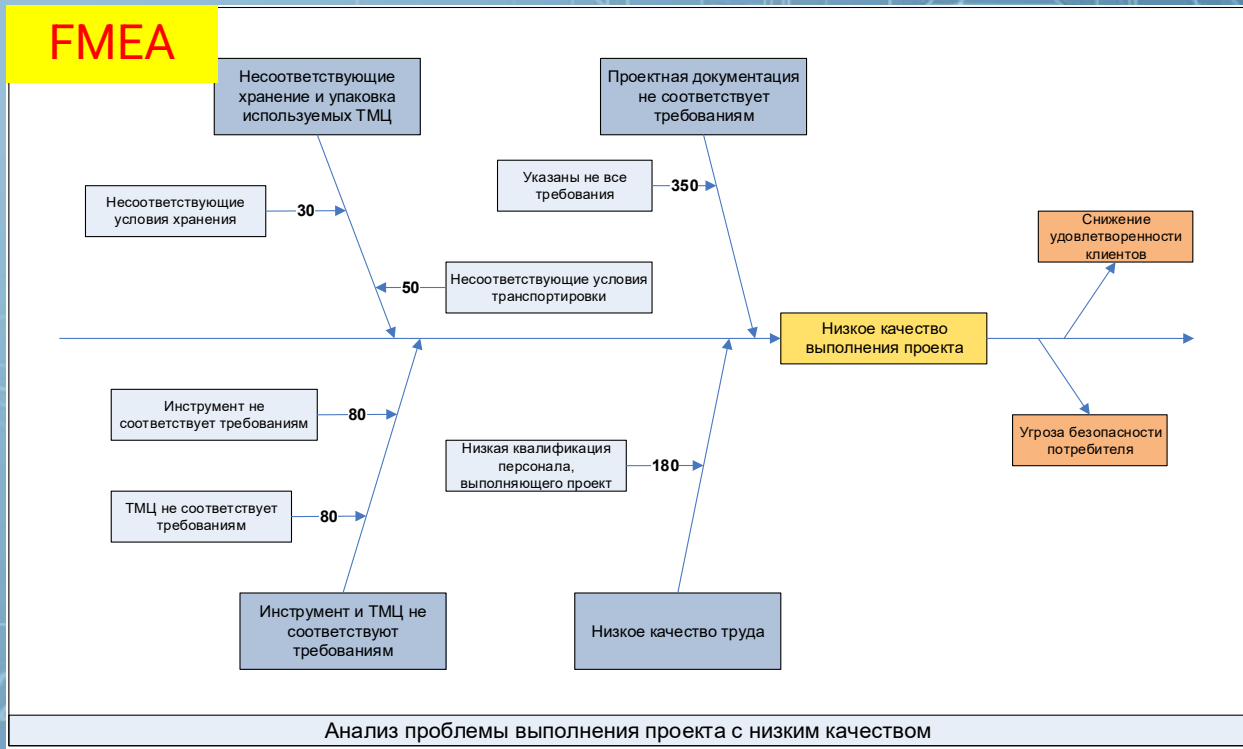 FMEA
Несоответствующие
хранение и упаковка
используемых ТМЦ
Проектная документация
не соответствует
требованиям
Указаны не все
требования
350
Несоответствующие
условия хранения
30
Снижение
удовлетворенности
клиентов
Несоответствующие условия
транспортировки
50
Низкое качество
выполнения проекта
Инструмент не
соответствует требованиям
80
Низкая квалификация
персонала,
выполняющего проект
180
Угроза безопасности
потребителя
ТМЦ не соответствует
требованиям
80
Инструмент и ТМЦ не
соответствуют
требованиям
Низкое качество труда
Анализ проблемы выполнения проекта с низким качеством